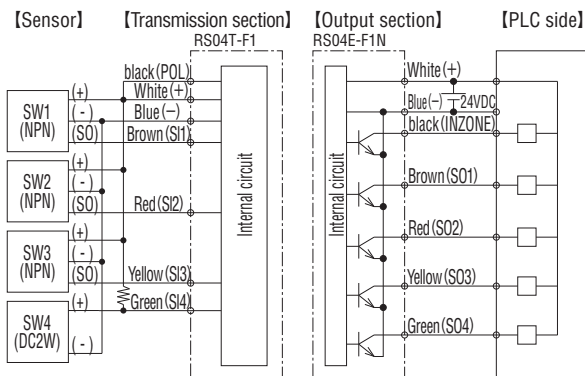 【Sensor】 【Transmission section】 【Output section】 【PLC side】
RS04T-F1 RS04E-F1N
black(POL)
White(+)
Blue(−)
Brown(SI1)
Red(SI2)
Yellow(SI3)
Green(SI4)
SW1
(NPN)
(+)
(-)
(SO)
SW2
(NPN)
(+)
(-)
(SO)
SW3
(NPN)
(+)
(-)
(SO)
SW4
(DC2W)
(+)
(-)
Internal circuit
Internal circuit
White(+)
Blue(−) 24VDC
black(INZONE)
Brown(SO1)
Red(SO2)
Yellow(SO3)
Green(SO4)